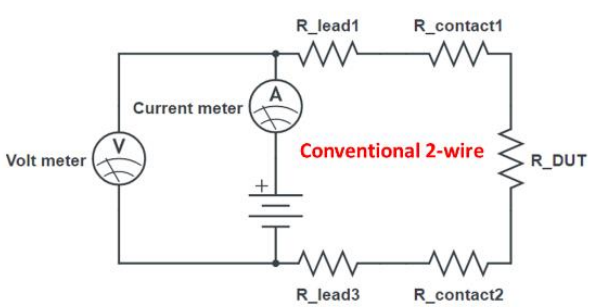 R_lead1
R_contact1
A
Current meter
V
Volt meter
Conventional 2-wire
R_DUT
+
R_lead3
R_contact2